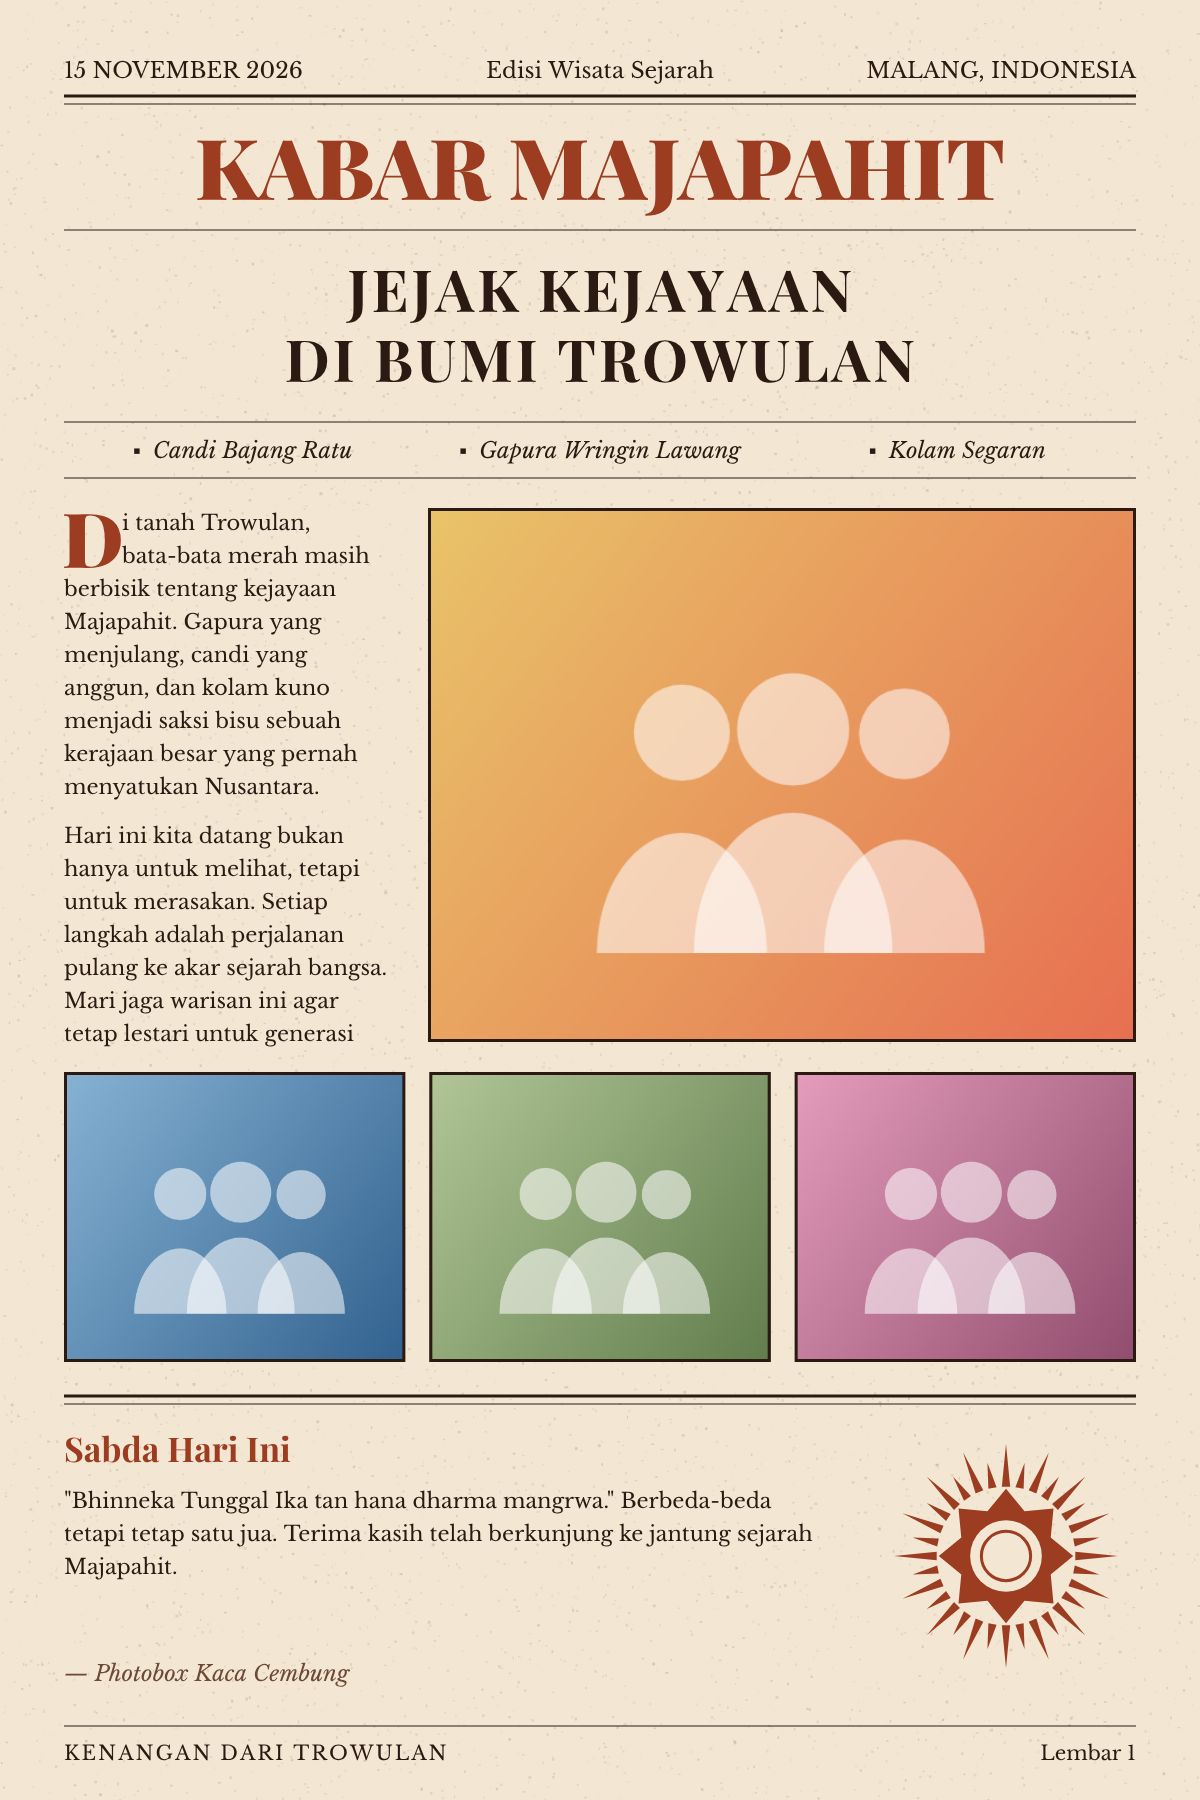 15 NOVEMBER 2026
Edisi Wisata Sejarah
MALANG, INDONESIA
KABAR MAJAPAHIT
JEJAK KEJAYAAN
DI BUMI TROWULAN
▪ Candi Bajang Ratu
▪ Gapura Wringin Lawang
▪ Kolam Segaran
Di tanah Trowulan,
bata-bata merah masih
berbisik tentang kejayaan
Majapahit. Gapura yang
menjulang, candi yang
anggun, dan kolam kuno
menjadi saksi bisu sebuah
kerajaan besar yang pernah
menyatukan Nusantara.
Hari ini kita datang bukan
hanya untuk melihat, tetapi
untuk merasakan. Setiap
langkah adalah perjalanan
pulang ke akar sejarah bangsa.
Mari jaga warisan ini agar
tetap lestari untuk generasi
Sabda Hari Ini
"Bhinneka Tunggal Ika tan hana dharma mangrwa." Berbeda-beda
tetapi tetap satu jua. Terima kasih telah berkunjung ke jantung sejarah
Majapahit.
— Photobox Kaca Cembung
KENANGAN DARI TROWULAN
Lembar 1